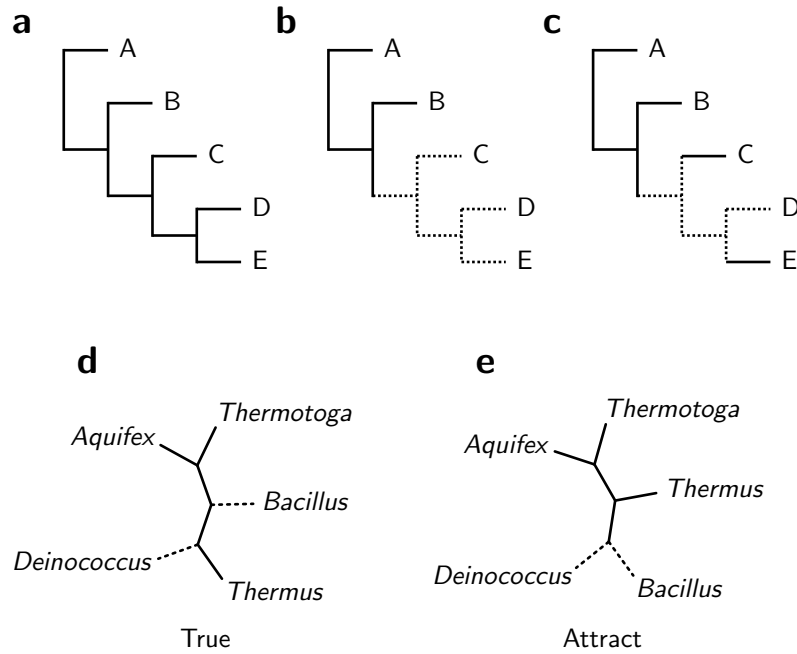 a b c
A A A
B B B
C C C
D D D
E E E
d e
Thermotoga Thermotoga
Aquifex Aquifex
Thermus
Bacillus
Deinococcus Deinococcus
Thermus Bacillus
True Attract